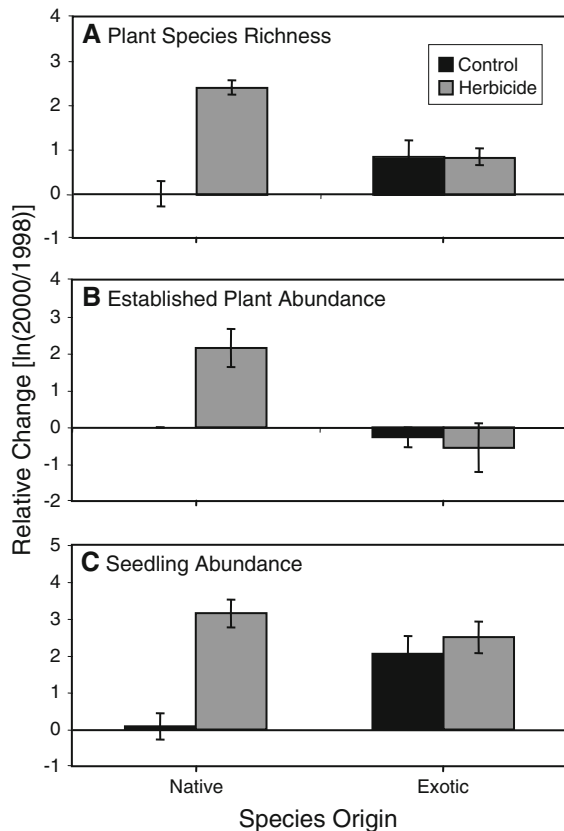 A Plant Species Richness
Control
Herbicide
4
3
2
1
0
-1
B Established Plant Abundance
4
3
2
1
0
-1
-2
C Seedling Abundance
5
4
3
2
1
0
-1
Relative Change [ln(2000/1998)]
Native
Exotic
Species Origin